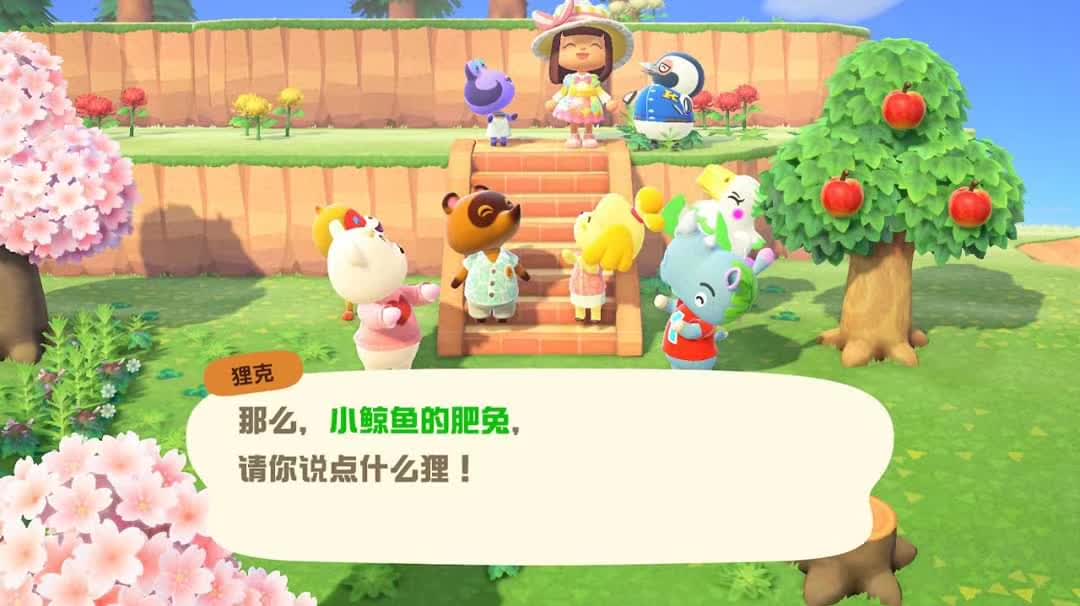 狸克
那么，小鲸鱼的肥兔，
请你说点什么狸！